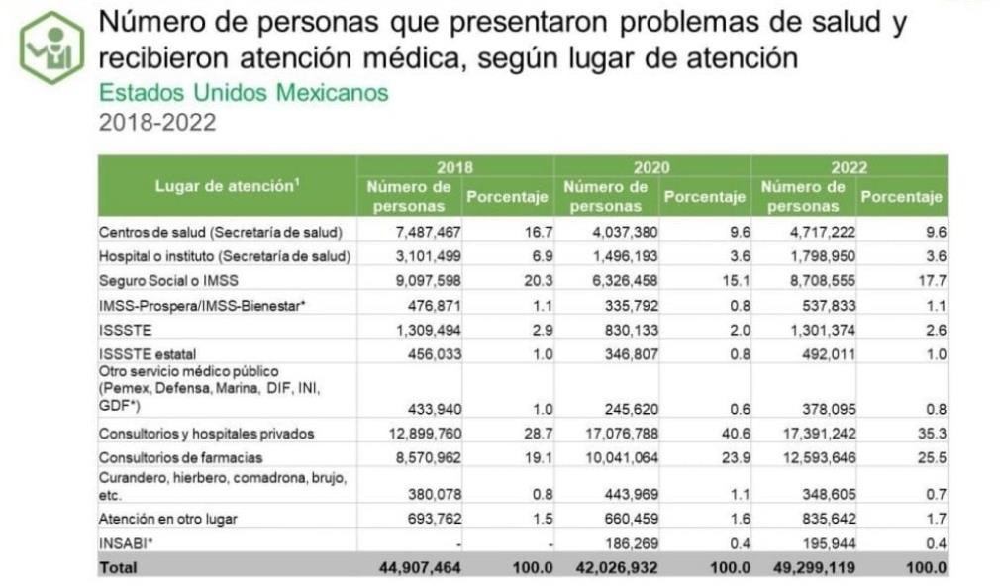 Número de personas que presentaron problemas de salud y
recibieron atención médica, según lugar de atención
Estados Unidos Mexicanos
2018-2022
Lugar de atención¹ 2018 2020 2022
Número de personas Porcentaje Número de personas Porcentaje Número de personas Porcentaje
Centros de salud (Secretaría de salud) 7,487,467 16.7 4,037,380 9.6 4,717,222 9.6
Hospital o instituto (Secretaría de salud) 3,101,499 6.9 1,496,193 3.6 1,798,950 3.6
Seguro Social o IMSS 9,097,598 20.3 6,326,458 15.1 8,708,555 17.7
IMSS-Prospera/IMSS-Bienestar* 476,871 1.1 335,792 0.8 537,833 1.1
ISSSTE 1,309,494 2.9 830,133 2.0 1,301,374 2.6
ISSSTE estatal 456,033 1.0 346,807 0.8 492,011 1.0
Otro servicio médico público
(Pemex, Defensa, Marina, DIF, INI,
GDF*) 433,940 1.0 245,620 0.6 378,095 0.8
Consultorios y hospitales privados 12,899,760 28.7 17,076,788 40.6 17,391,242 35.3
Consultorios de farmacias 8,570,962 19.1 10,041,064 23.9 12,593,646 25.5
Curandero, hierbero, comadrona, brujo,
etc. 380,078 0.8 443,969 1.1 348,605 0.7
Atención en otro lugar 693,762 1.5 660,459 1.6 835,642 1.7
INSABI* - - 186,269 0.4 195,944 0.4
Total 44,907,464 100.0 42,026,932 100.0 49,299,119 100.0